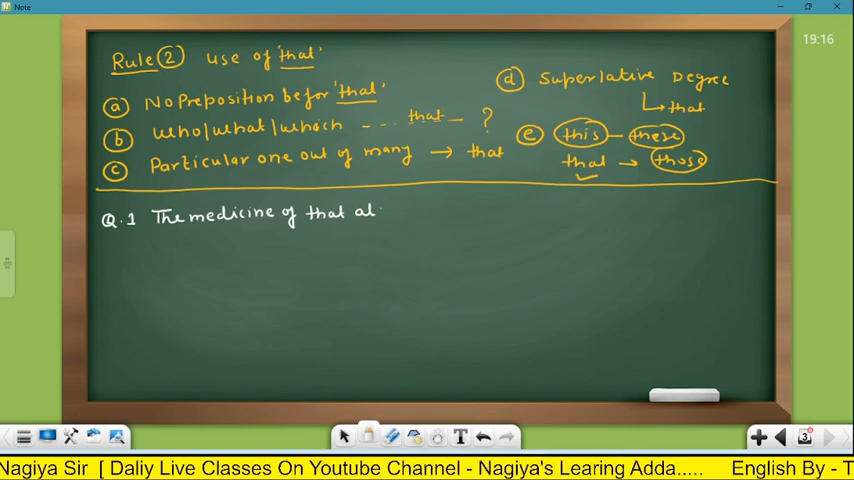 Note
19:16
Rule 2 use of 'that'
a No Preposition befor 'that'
b who/what/which --- that — ?
c Particular one out of many → that
d Superlative Degree
↳ that
e this – these
that → those
Q.1 The medicine of that al
T
3
Nagiya Sir [ Daliy Live Classes On Youtube Channel - Nagiya's Learing Adda..... English By - T